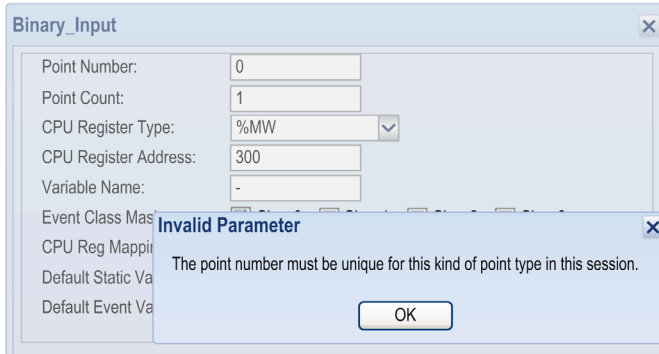 Binary_Input
Point Number: 0
Point Count: 1
CPU Register Type: %MW
CPU Register Address: 300
Variable Name: -
Event Class Mas
CPU Reg Mappin
Default Static Va
Default Event Va
Invalid Parameter
The point number must be unique for this kind of point type in this session.
OK